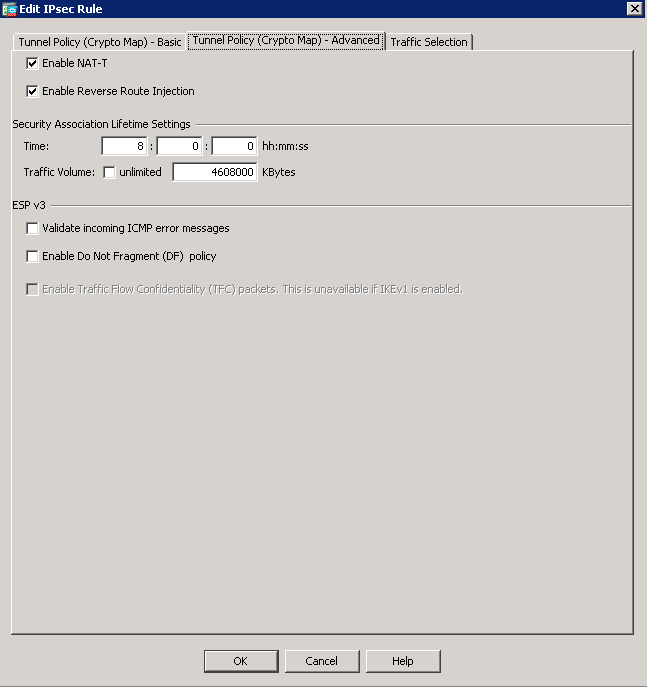 Edit IPsec Rule
Tunnel Policy (Crypto Map) - Basic Tunnel Policy (Crypto Map) - Advanced Traffic Selection
Enable NAT-T
Enable Reverse Route Injection
Security Association Lifetime Settings
Time: 8 : 0 : 0 hh:mm:ss
Traffic Volume: unlimited 4608000 KBytes
ESP v3
Validate incoming ICMP error messages
Enable Do Not Fragment (DF) policy
Enable Traffic Flow Confidentiality (TFC) packets. This is unavailable if IKEv1 is enabled.
OK Cancel Help